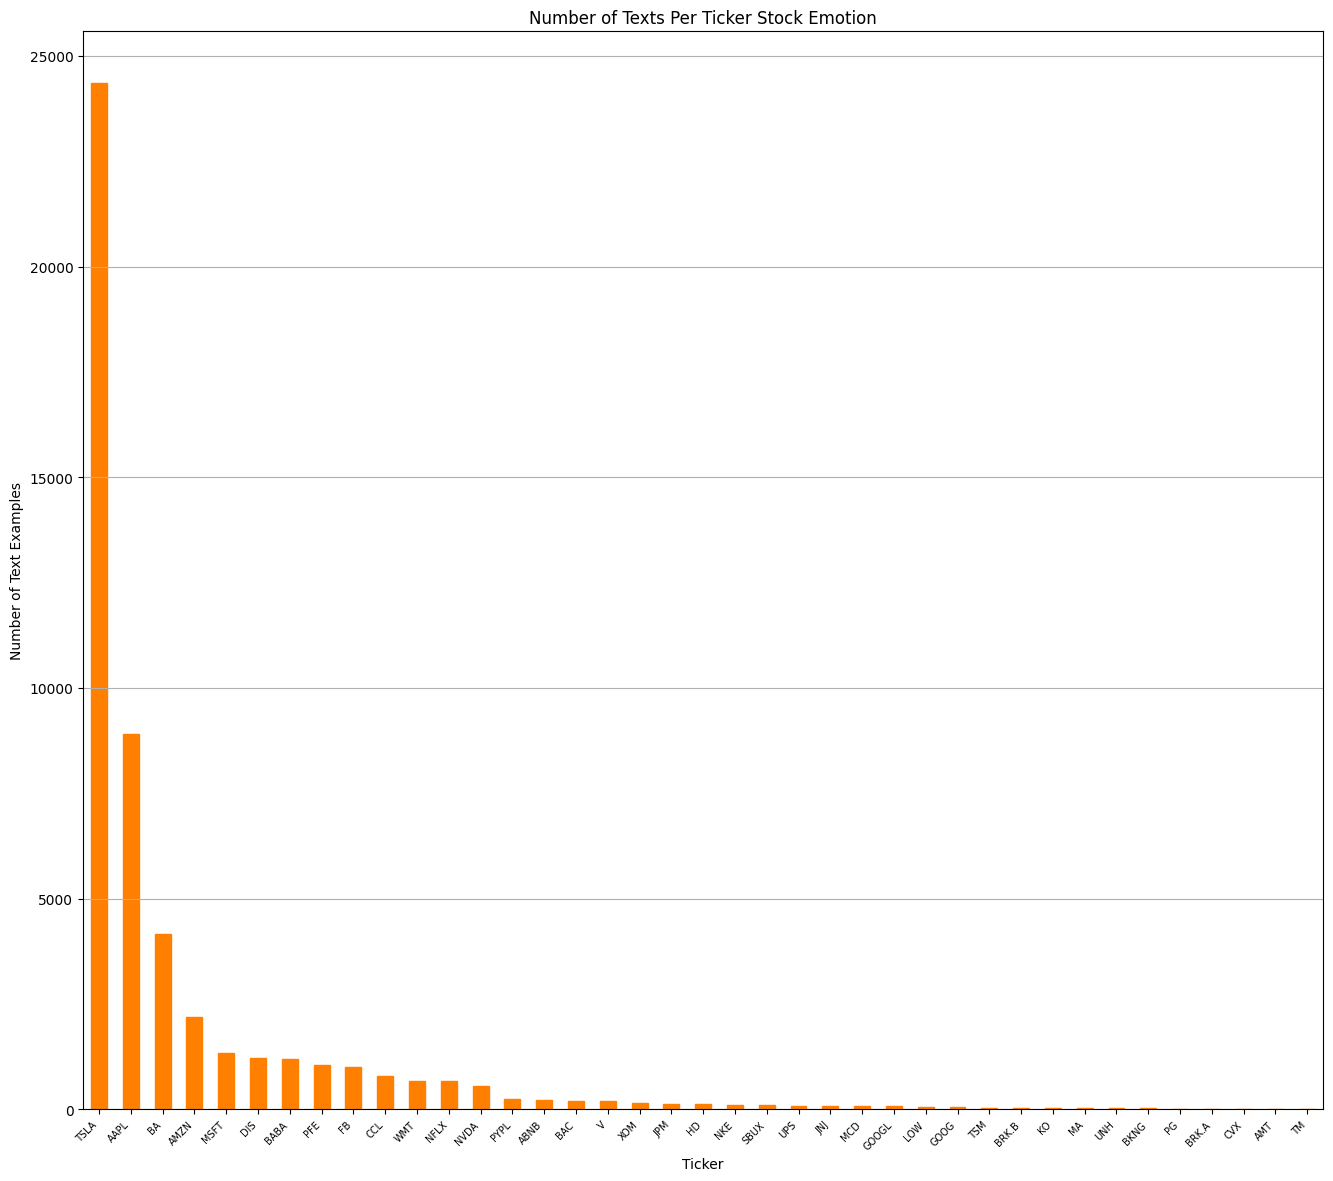 Number of Texts Per Ticker Stock Emotion
25000
20000
15000
10000
5000
0
Number of Text Examples
TSLA
AAPL
BA
AMZN
MSFT
DIS
BABA
PFE
FB
CCL
WMT
NFLX
NVDA
PYPL
ABNB
BAC
V
XOM
JPM
HD
NKE
SBUX
UPS
JNJ
MCD
GOOGL
LOW
GOOG
TSM
BRK.B
KO
MA
UNH
BKNG
PG
BRK.A
CVX
AMT
TM
Ticker